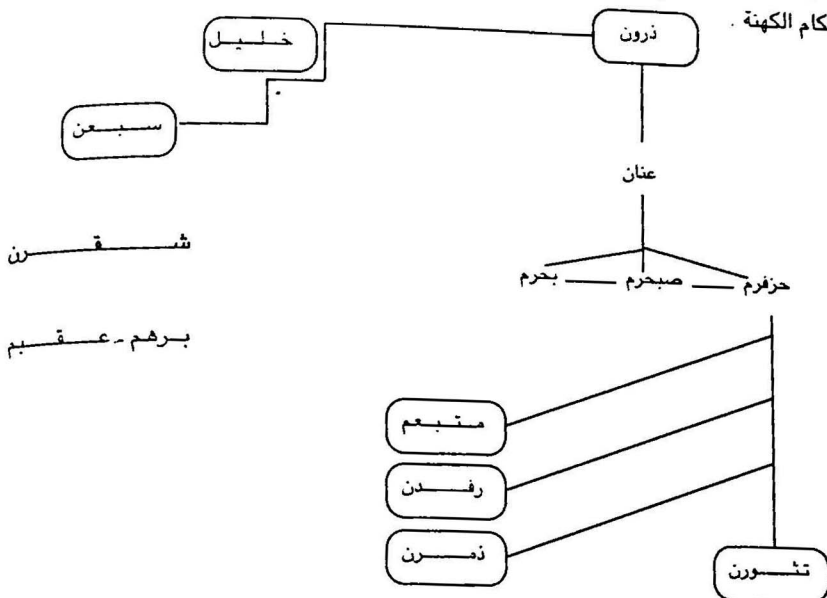 كام الكهنة .
ذرون
خليل
سبعن
عنان
شقرن
حزفرم صبحرم بحرم
برهم - عقبم
متبعم
رفدن
ذمرن
تثورن